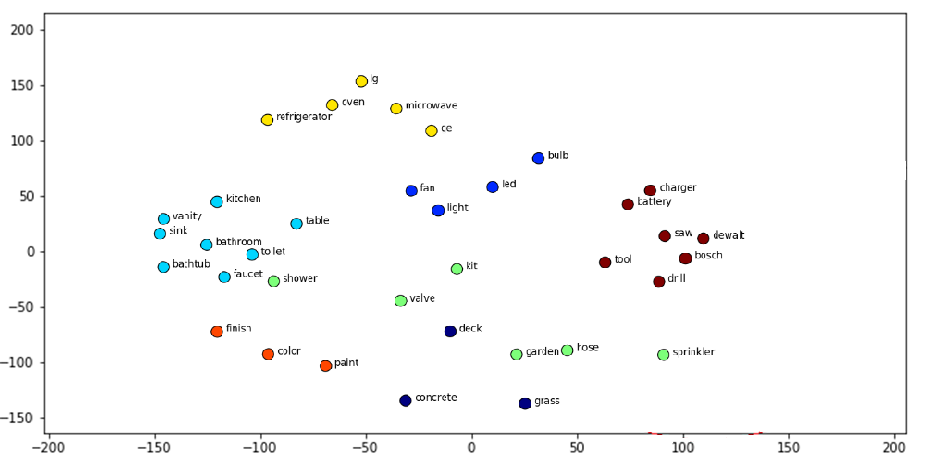 200
150
100
50
0
−50
−100
−150
lg
oven
microwave
refrigerator
ge
bulb
fan
led
light
charger
battery
kitchen
vanity
table
sink
bathroom
toilet
bathtub
faucet
shower
saw
dewalt
tool
bosch
drill
kit
valve
deck
finish
color
paint
garden
hose
sprinkler
concrete
grass
−200 −150 −100 −50 0 50 100 150 200